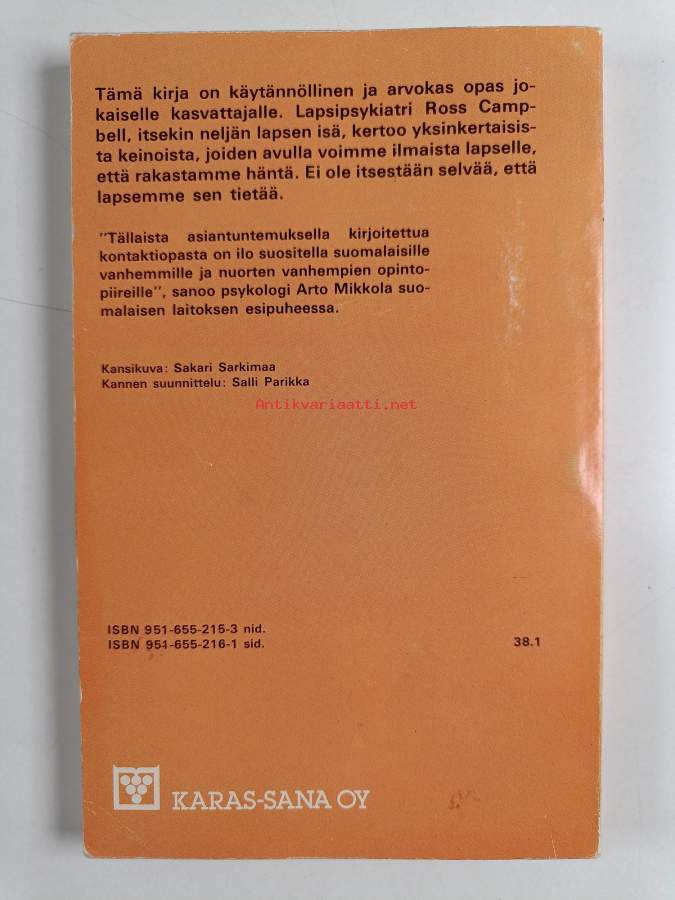 Tämä kirja on käytännöllinen ja arvokas opas jo-
kaiselle kasvattajalle. Lapsipsykiatri Ross Camp-
bell, itsekin neljän lapsen isä, kertoo yksinkertaisis-
ta keinoista, joiden avulla voimme ilmaista lapselle,
että rakastamme häntä. Ei ole itsestään selvää, että
lapsemme sen tietää.
"Tällaista asiantuntemuksella kirjoitettua
kontaktiopasta on ilo suositella suomalaisille
vanhemmille ja nuorten vanhempien opinto-
piireille", sanoo psykologi Arto Mikkola suo-
malaisen laitoksen esipuheessa.
Kansikuva: Sakari Sarkimaa
Kannen suunnittelu: Salli Parikka
Antikvariaatti.net
ISBN 951-655-215-3 nid.
ISBN 951-655-216-1 sid.
38.1
KARAS-SANA OY